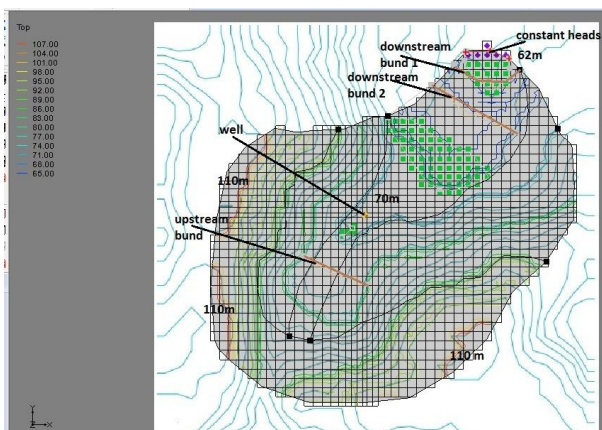 Top
107.00
104.00
101.00
98.00
95.00
92.00
89.00
86.00
83.00
80.00
77.00
74.00
71.00
68.00
65.00
constant heads
62m
downstream
bund 1
downstream
bund 2
110m
well
70m
upstream
bund
110m
110 m
Y
Z
X